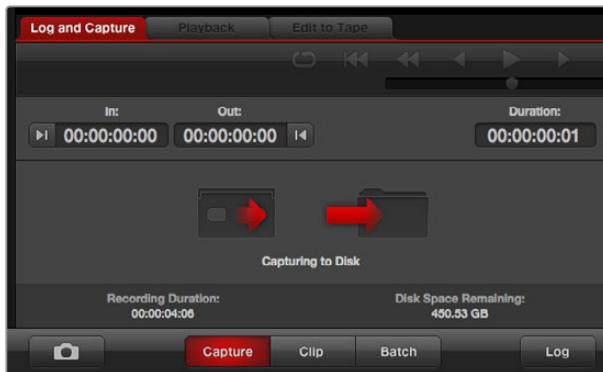 Log and Capture Playback Edit to Tape
In: Out: Duration:
00:00:00:00 00:00:00:00 00:00:00:01
Capturing to Disk
Recording Duration: Disk Space Remaining:
00:00:04:06 450.53 GB
Capture Clip Batch Log